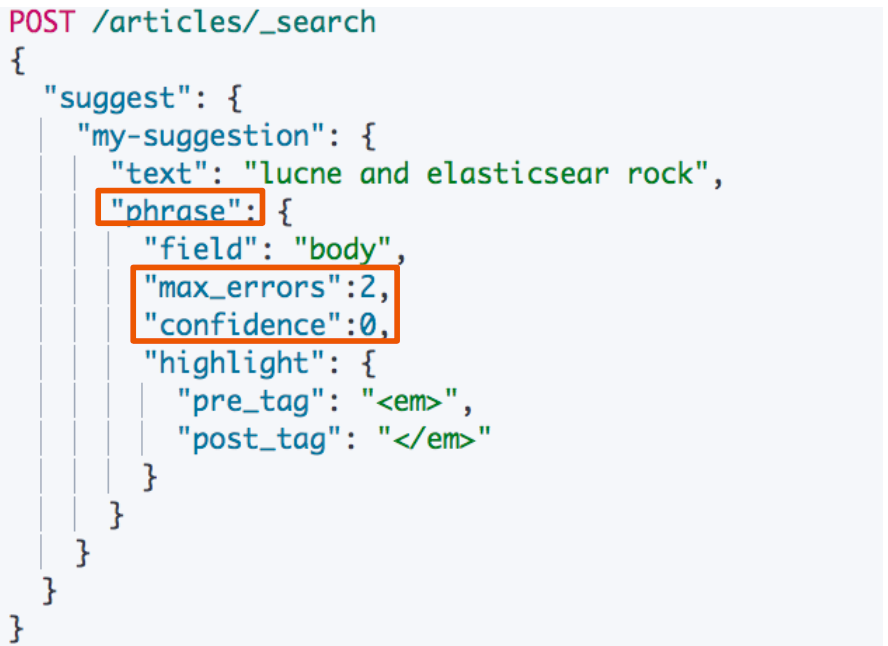 POST /articles/_search
{
  "suggest": {
    "my-suggestion": {
      "text": "lucne and elasticsear rock",
      "phrase": {
        "field": "body",
        "max_errors":2,
        "confidence":0,
        "highlight": {
          "pre_tag": "<em>",
          "post_tag": "</em>"
        }
      }
    }
  }
}